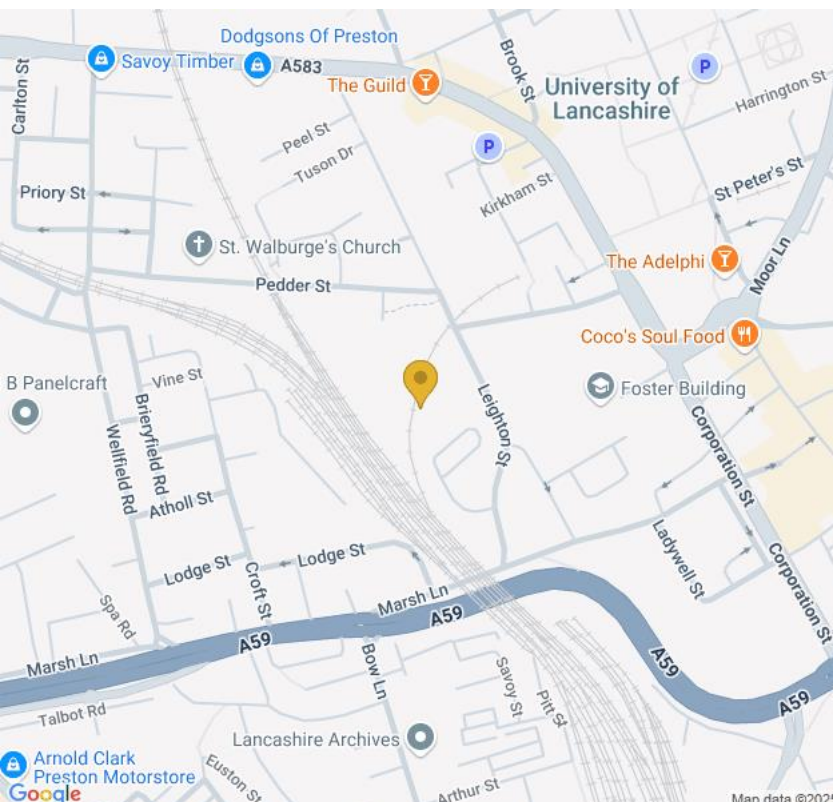 Dodgsons Of Preston
Savoy Timber
A583
The Guild
P
Brook St
University of
Lancashire
P
Harrington St
Carlton St
Peel St
Tuson Dr
Kirkham St
St Peter's St
Priory St
St. Walburge's Church
The Adelphi
Moor Ln
Pedder St
Coco's Soul Food
B Panelcraft
Vine St
Foster Building
Leighton St
Brieryfield Rd
Wellfield Rd
Corporation St
Atholl St
Lodge St
Lodge St
Ladywell St
Corporation St
Croft St
Spa Rd
Marsh Ln
A59
Marsh Ln
A59
A59
A59
Bow Ln
Savoy St
Pitt St
Talbot Rd
Lancashire Archives
Arnold Clark
Preston Motorstore
Euston St
Arthur St
Google
Map data ©2025